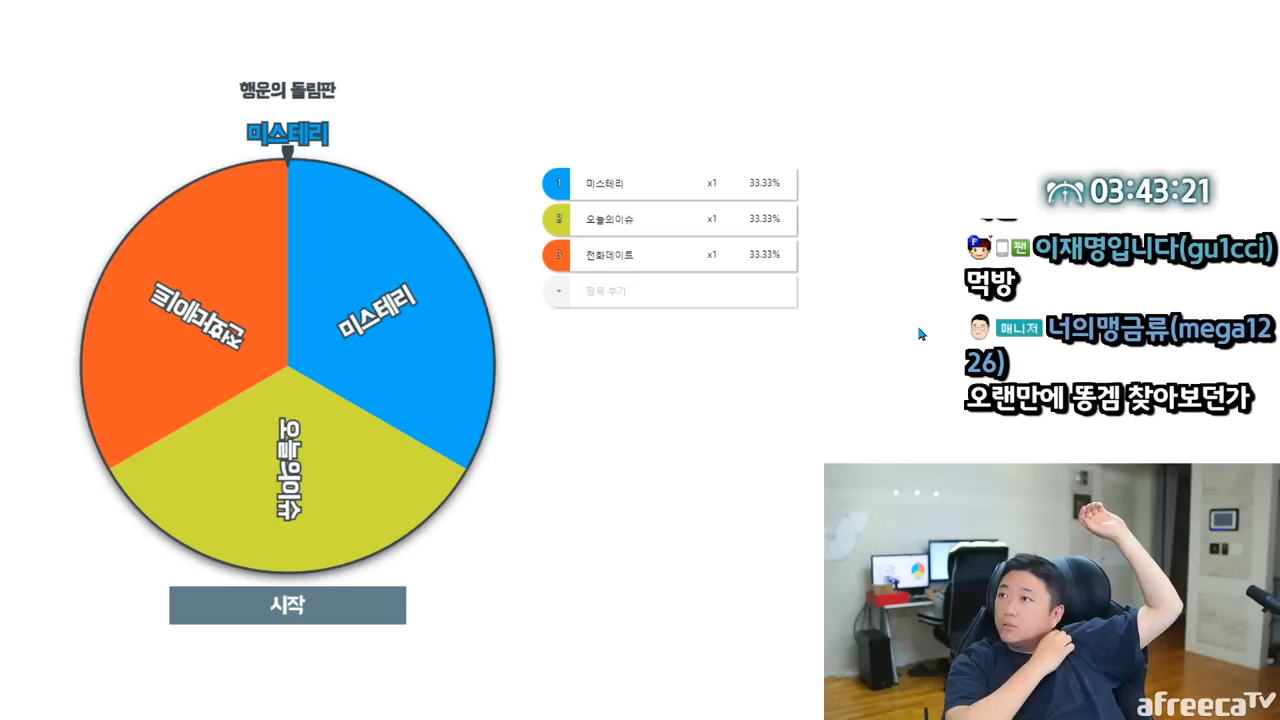 행운의 돌림판
미스테리
미스테리
전화데이트
오늘의이슈
시작
1 미스테리 x1 33.33%
2 오늘의이슈 x1 33.33%
3 전화데이트 x1 33.33%
+ 항목 추가
03:43:21
F 팬 이재명입니다(gu1cci)
먹방
매니저 너의맹금류(mega12
26)
오랜만에 똥겜 찾아보던가
afreecaTV